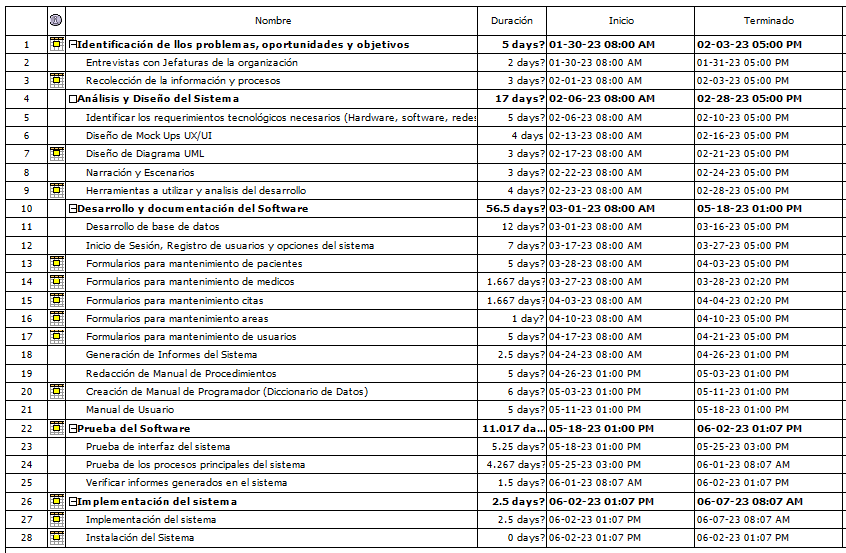 Nombre Duración Inicio Terminado
1 Identificación de llos problemas, oportunidades y objetivos 5 days? 01-30-23 08:00 AM 02-03-23 05:00 PM
2 Entrevistas con Jefaturas de la organización 2 days? 01-30-23 08:00 AM 01-31-23 05:00 PM
3 Recolección de la información y procesos 3 days? 02-01-23 08:00 AM 02-03-23 05:00 PM
4 Análisis y Diseño del Sistema 17 days? 02-06-23 08:00 AM 02-28-23 05:00 PM
5 Identificar los requerimientos tecnológicos necesarios (Hardware, software, redes 5 days? 02-06-23 08:00 AM 02-10-23 05:00 PM
6 Diseño de Mock Ups UX/UI 4 days 02-13-23 08:00 AM 02-16-23 05:00 PM
7 Diseño de Diagrama UML 3 days? 02-17-23 08:00 AM 02-21-23 05:00 PM
8 Narración y Escenarios 3 days? 02-22-23 08:00 AM 02-24-23 05:00 PM
9 Herramientas a utilizar y analisis del desarrollo 4 days? 02-23-23 08:00 AM 02-28-23 05:00 PM
10 Desarrollo y documentación del Software 56.5 days? 03-01-23 08:00 AM 05-18-23 01:00 PM
11 Desarrollo de base de datos 12 days? 03-01-23 08:00 AM 03-16-23 05:00 PM
12 Inicio de Sesión, Registro de usuarios y opciones del sistema 7 days? 03-17-23 08:00 AM 03-27-23 05:00 PM
13 Formularios para mantenimiento de pacientes 5 days? 03-28-23 08:00 AM 04-03-23 05:00 PM
14 Formularios para mantenimiento de medicos 1.667 days? 03-27-23 08:00 AM 03-28-23 02:20 PM
15 Formularios para mantenimiento citas 1.667 days? 04-03-23 08:00 AM 04-04-23 02:20 PM
16 Formularios para mantenimiento areas 1 day? 04-10-23 08:00 AM 04-10-23 05:00 PM
17 Formularios para mantenimiento de usuarios 5 days? 04-17-23 08:00 AM 04-21-23 05:00 PM
18 Generación de Informes del Sistema 2.5 days? 04-24-23 08:00 AM 04-26-23 01:00 PM
19 Redacción de Manual de Procedimientos 5 days? 04-26-23 01:00 PM 05-03-23 01:00 PM
20 Creación de Manual de Programador (Diccionario de Datos) 6 days? 05-03-23 01:00 PM 05-11-23 01:00 PM
21 Manual de Usuario 5 days? 05-11-23 01:00 PM 05-18-23 01:00 PM
22 Prueba del Software 11.017 da... 05-18-23 01:00 PM 06-02-23 01:07 PM
23 Prueba de interfaz del sistema 5.25 days? 05-18-23 01:00 PM 05-25-23 03:00 PM
24 Prueba de los procesos principales del sistema 4.267 days? 05-25-23 03:00 PM 06-01-23 08:07 AM
25 Verificar informes generados en el sistema 1.5 days? 06-01-23 08:07 AM 06-02-23 01:07 PM
26 Implementación del sistema 2.5 days? 06-02-23 01:07 PM 06-07-23 08:07 AM
27 Implementación del sistema 2.5 days? 06-02-23 01:07 PM 06-07-23 08:07 AM
28 Instalación del Sistema 0 days? 06-02-23 01:07 PM 06-02-23 01:07 PM